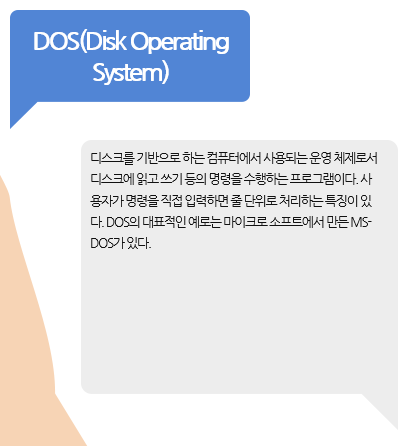 DOS(Disk Operating
System)
디스크를 기반으로 하는 컴퓨터에서 사용되는 운영 체제로서
디스크에 읽고 쓰기 등의 명령을 수행하는 프로그램이다. 사
용자가 명령을 직접 입력하면 줄 단위로 처리하는 특징이 있
다. DOS의 대표적인 예로는 마이크로 소프트에서 만든 MS-
DOS가 있다.